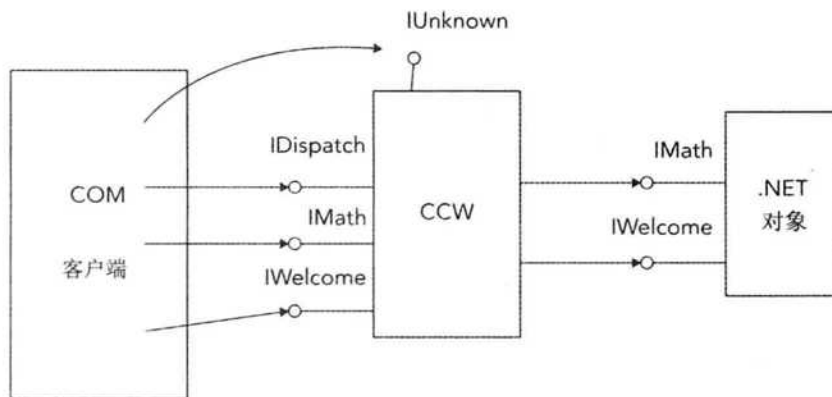 IUnknown
IDispatch
IMath
IWelcome
COM
客户端
CCW
IMath
IWelcome
.NET
对象